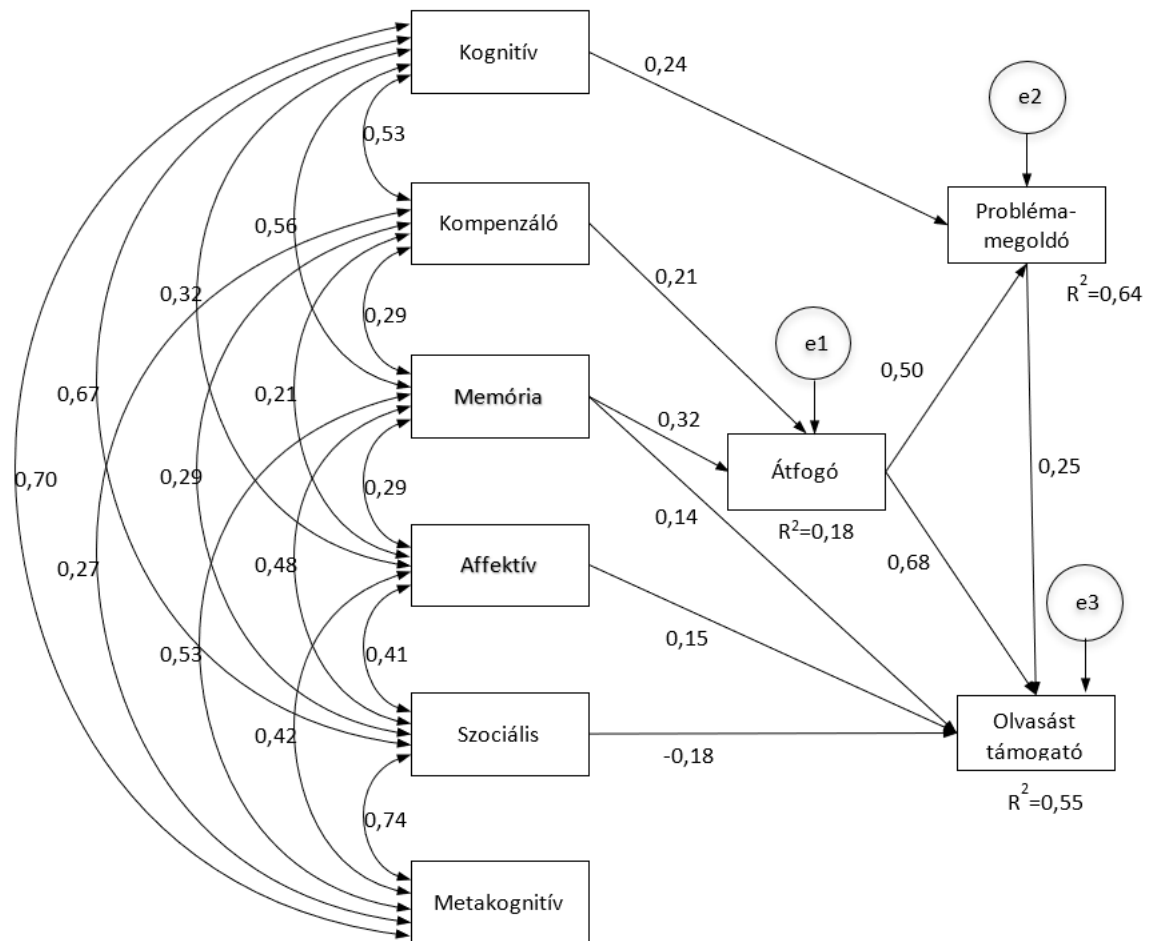 Kognitív
0,24
e2
0,53
Probléma-
megoldó
R²=0,64
Kompenzáló
0,56
0,21
0,32
0,29
e1
0,50
Memória
0,67
0,21
0,32
Átfogó
R²=0,18
0,25
0,70
0,29
0,29
0,14
0,68
0,27
0,48
Affektív
e3
0,53
0,41
0,15
Olvasást
támogató
R²=0,55
0,42
Szociális
-0,18
0,74
Metakognitív